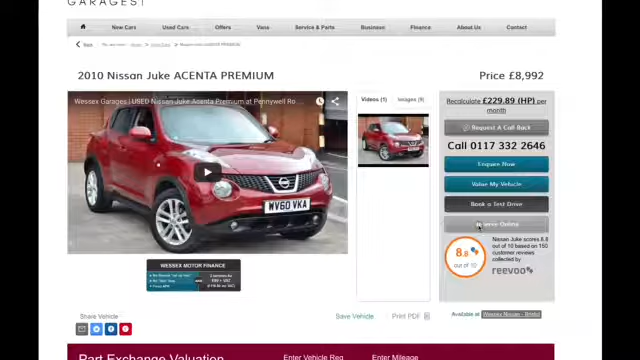 GARAGES
New Cars Used Cars Offers Vans Service & Parts Business Finance About Us Contact
Back
2010 Nissan Juke ACENTA PREMIUM
Price £8,992
Wessex Garages | USED Nissan Juke Acenta Premium at Pennywell Ro...
WV60 VKA
Videos (1) Images (9)
Recalculate £229.89 (HP) per month
Request A Call Back
Call 0117 332 2646
Enquire Now
Value My Vehicle
Book a Test Drive
Reserve Online
8.8 out of 10
Nissan Juke scores 8.8 out of 10 based on 150 customer reviews collected by
reevoo
WESSEX MOTOR FINANCE
Share Vehicle
Save Vehicle
Print PDF
Available at Wessex Nissan - Bristol
Part Exchange Valuation
Enter Vehicle Reg
Enter Mileage